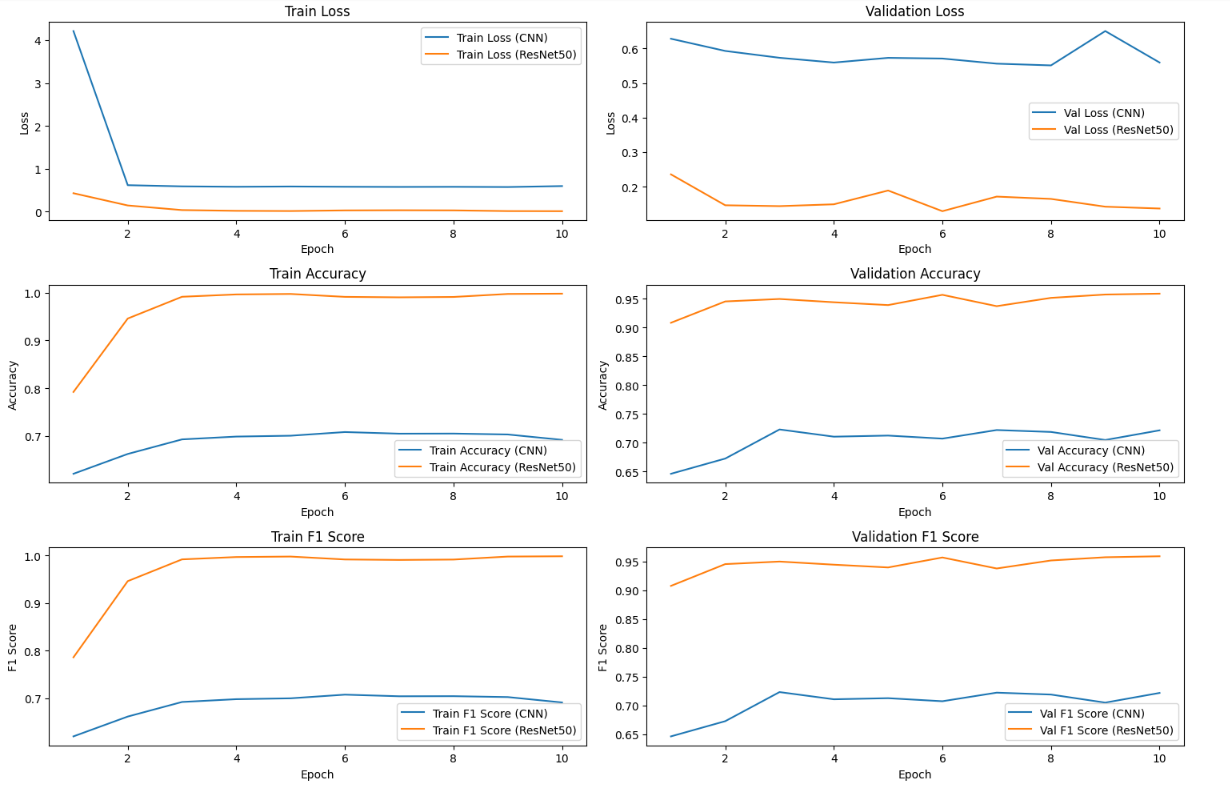 Train Loss
4
3
2
1
0
Loss
Train Loss (CNN)
Train Loss (ResNet50)
2 4 6 8 10
Epoch
Validation Loss
0.6
0.5
0.4
0.3
0.2
Loss
Val Loss (CNN)
Val Loss (ResNet50)
2 4 6 8 10
Epoch
Train Accuracy
1.0
0.9
0.8
0.7
Accuracy
Train Accuracy (CNN)
Train Accuracy (ResNet50)
2 4 6 8 10
Epoch
Validation Accuracy
0.95
0.90
0.85
0.80
0.75
0.70
0.65
Accuracy
Val Accuracy (CNN)
Val Accuracy (ResNet50)
2 4 6 8 10
Epoch
Train F1 Score
1.0
0.9
0.8
0.7
F1 Score
Train F1 Score (CNN)
Train F1 Score (ResNet50)
2 4 6 8 10
Epoch
Validation F1 Score
0.95
0.90
0.85
0.80
0.75
0.70
0.65
F1 Score
Val F1 Score (CNN)
Val F1 Score (ResNet50)
2 4 6 8 10
Epoch